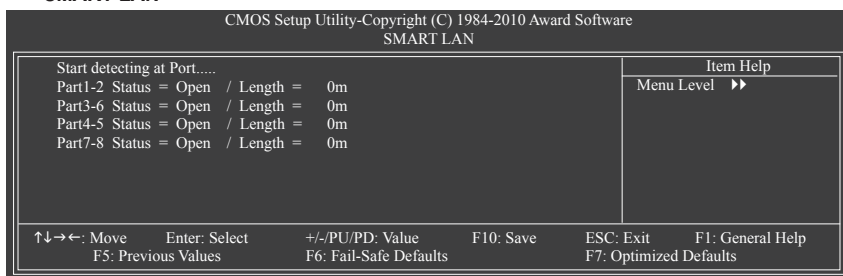 CMOS Setup Utility-Copyright (C) 1984-2010 Award Software
SMART LAN
Start detecting at Port.....
Part1-2 Status = Open / Length = 0m
Part3-6 Status = Open / Length = 0m
Part4-5 Status = Open / Length = 0m
Part7-8 Status = Open / Length = 0m
Item Help
Menu Level ▶▶
↑↓→←: Move Enter: Select +/-/PU/PD: Value F10: Save ESC: Exit F1: General Help
F5: Previous Values F6: Fail-Safe Defaults F7: Optimized Defaults